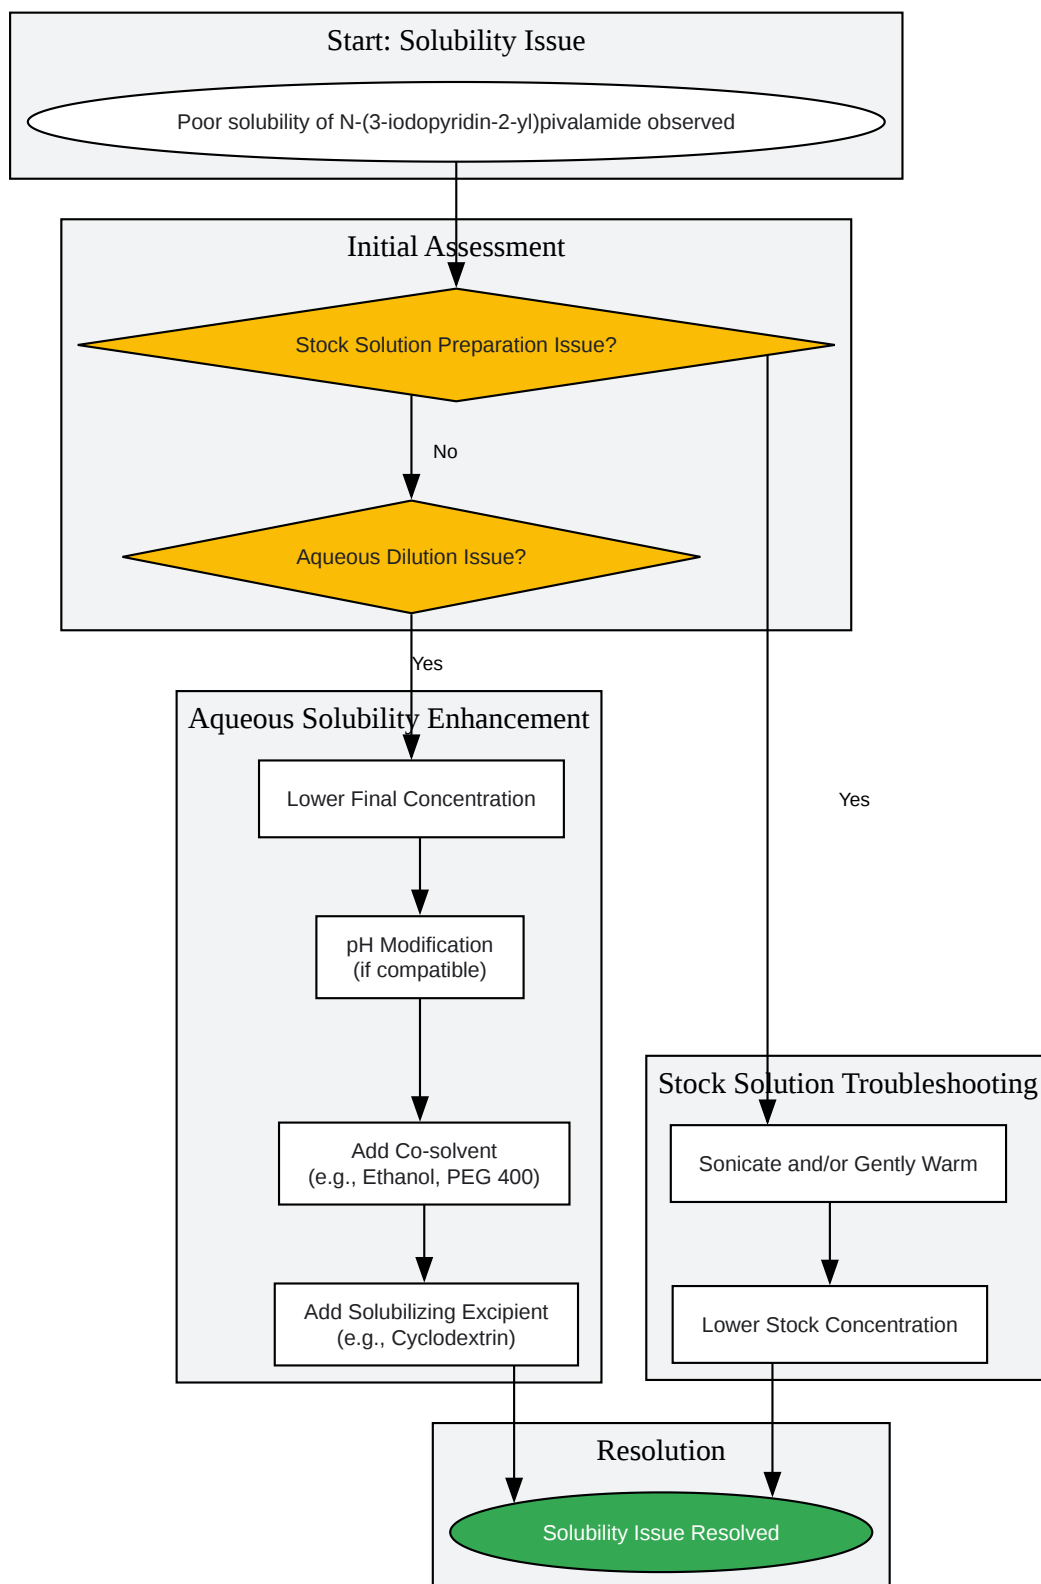 Start: Solubility Issue
Poor solubility of N-(3-iodopyridin-2-yl)pivalamide observed
Initial Assessment
Stock Solution Preparation Issue?
No
Aqueous Dilution Issue?
Yes
Aqueous Solubility Enhancement
Lower Final Concentration
Yes
pH Modification
(if compatible)
Stock Solution Troubleshooting
Add Co-solvent
(e.g., Ethanol, PEG 400)
Sonicate and/or Gently Warm
Add Solubilizing Excipient
(e.g., Cyclodextrin)
Lower Stock Concentration
Resolution
Solubility Issue Resolved